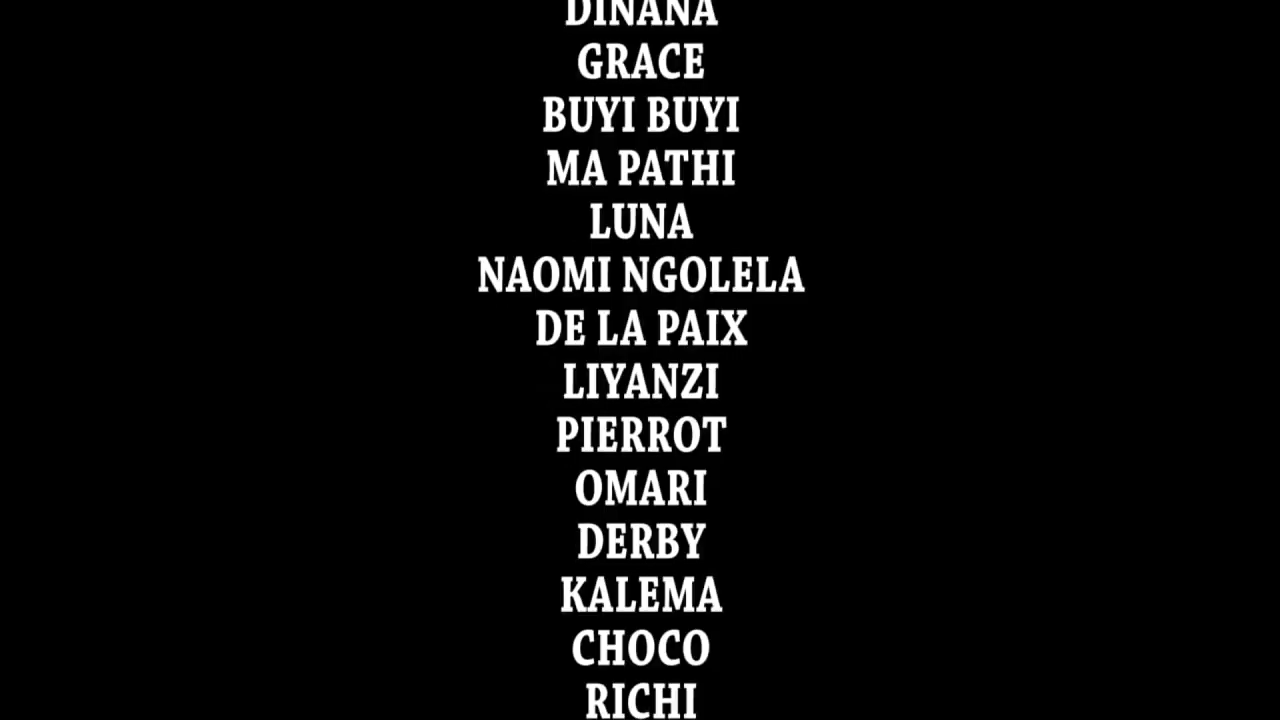 DINANA
GRACE
BUYI BUYI
MA PATHI
LUNA
NAOMI NGOLELA
DE LA PAIX
LIYANZI
PIERROT
OMARI
DERBY
KALEMA
CHOCO
RICHI